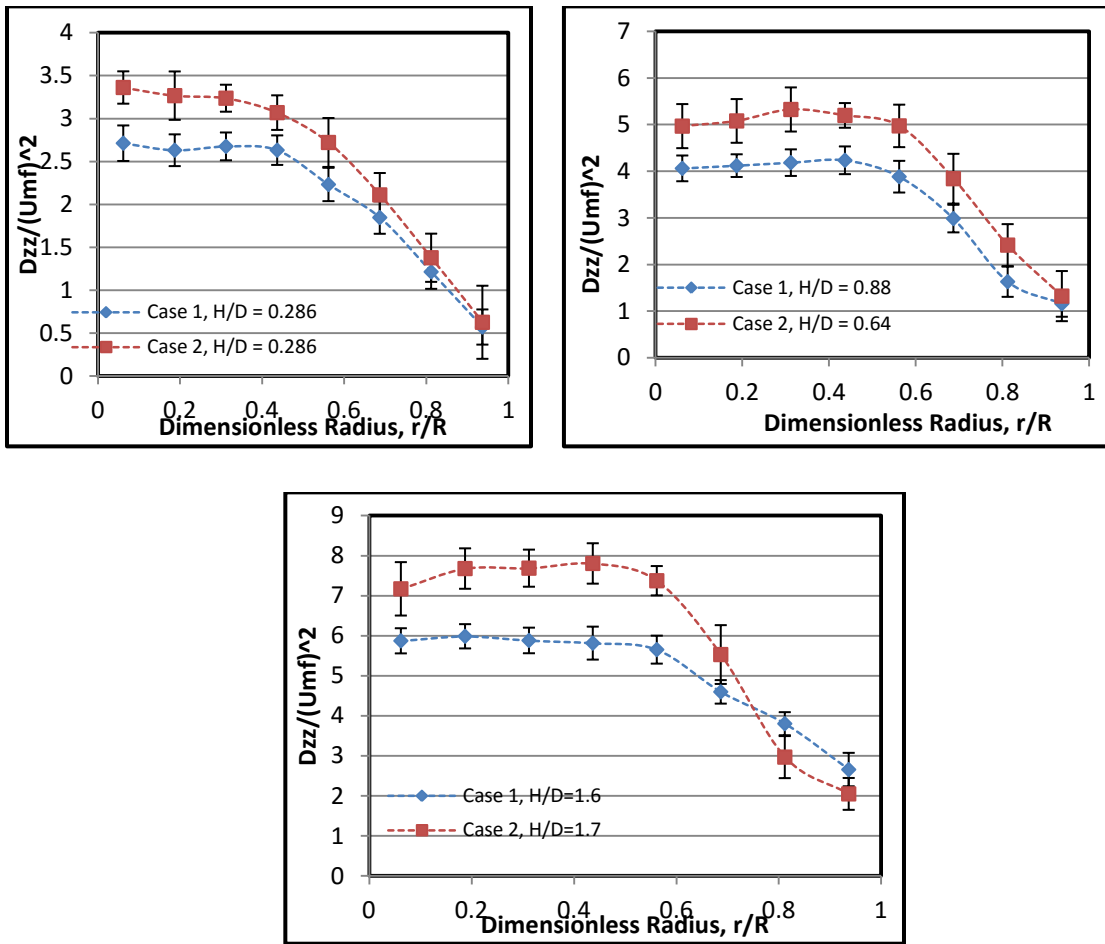 4
3.5
3
2.5
2
1.5
1
0.5
0
Dzz/(Umf)^2
Case 1, H/D = 0.286
Case 2, H/D = 0.286
0 0.2 0.4 0.6 0.8 1
Dimensionless Radius, r/R
7
6
5
4
3
2
1
0
Dzz/(Umf)^2
Case 1, H/D = 0.88
Case 2, H/D = 0.64
0 0.2 0.4 0.6 0.8 1
Dimensionless Radius, r/R
9
8
7
6
5
4
3
2
1
0
Dzz/(Umf)^2
Case 1, H/D=1.6
Case 2, H/D=1.7
0 0.2 0.4 0.6 0.8 1
Dimensionless Radius, r/R